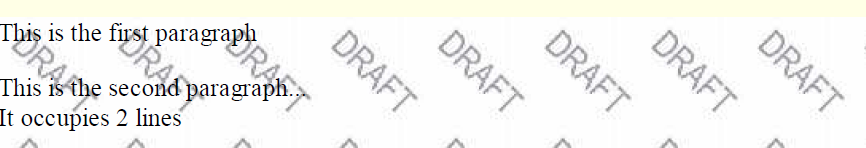 This is the first paragraph
This is the second paragraph...
It occupies 2 lines
DRAFT DRAFT DRAFT DRAFT DRAFT DRAFT DRAFT DRAFT